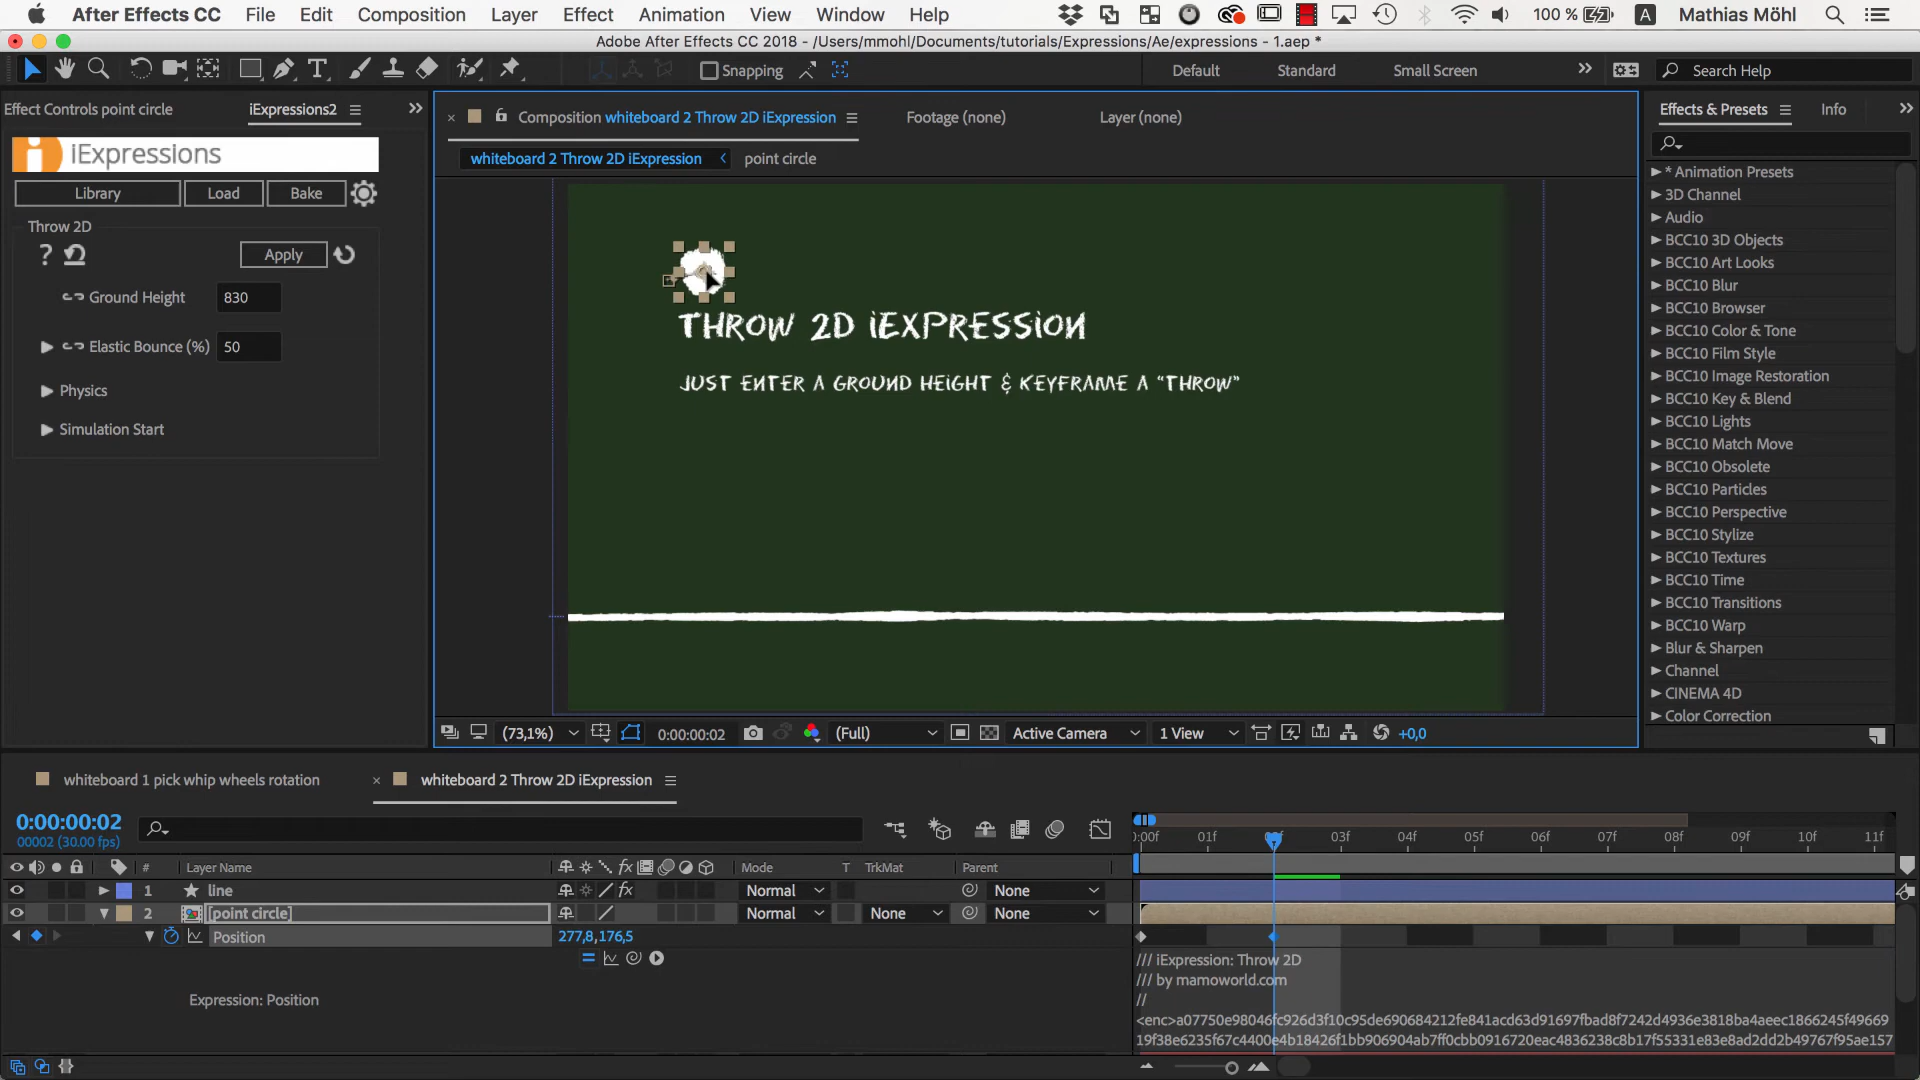 After Effects CC File Edit Composition Layer Effect Animation View Window Help 100 % A Mathias Möhl
Adobe After Effects CC 2018 - /Users/mmohl/Documents/tutorials/Expressions/Ae/expressions - 1.aep *
Snapping Default Standard Small Screen Search Help
Effect Controls point circle iExpressions2
Composition whiteboard 2 Throw 2D iExpression Footage (none) Layer (none)
Effects & Presets Info
whiteboard 2 Throw 2D iExpression point circle
iExpressions
Library Load Bake
Throw 2D
? Apply
Ground Height 830
Elastic Bounce (%) 50
Physics
Simulation Start
THROW 2D iEXPRESSION
JUST ENTER A GROUND HEIGHT & KEYFRAME A "THROW"
* Animation Presets
3D Channel
Audio
BCC10 3D Objects
BCC10 Art Looks
BCC10 Blur
BCC10 Browser
BCC10 Color & Tone
BCC10 Film Style
BCC10 Image Restoration
BCC10 Key & Blend
BCC10 Lights
BCC10 Match Move
BCC10 Obsolete
BCC10 Particles
BCC10 Perspective
BCC10 Stylize
BCC10 Textures
BCC10 Time
BCC10 Transitions
BCC10 Warp
Blur & Sharpen
Channel
CINEMA 4D
Color Correction
(73,1%) 0:00:00:02 (Full) Active Camera 1 View +0,0
whiteboard 1 pick whip wheels rotation whiteboard 2 Throw 2D iExpression
0:00:00:02
00002 (30.00 fps)
0:00f 01f 02f 03f 04f 05f 06f 07f 08f 09f 10f 11f
# Layer Name Mode T TrkMat Parent
1 line Normal None
2 [point circle] Normal None None
Position 277,8,176,5
Expression: Position
/// iExpression: Throw 2D
/// by mamoworld.com
//
<enc>a07750e98046fc926d3f10c95de690684212fe841acd63d91697fbad8f7242d4936e3818ba4aeec1866245f49669
19f38e6235f67c4400e4b18426f1bb906904ab7ff0cbb0916720eac4836238c8b17f55331e83e8ad2dd2b49767f95ae157